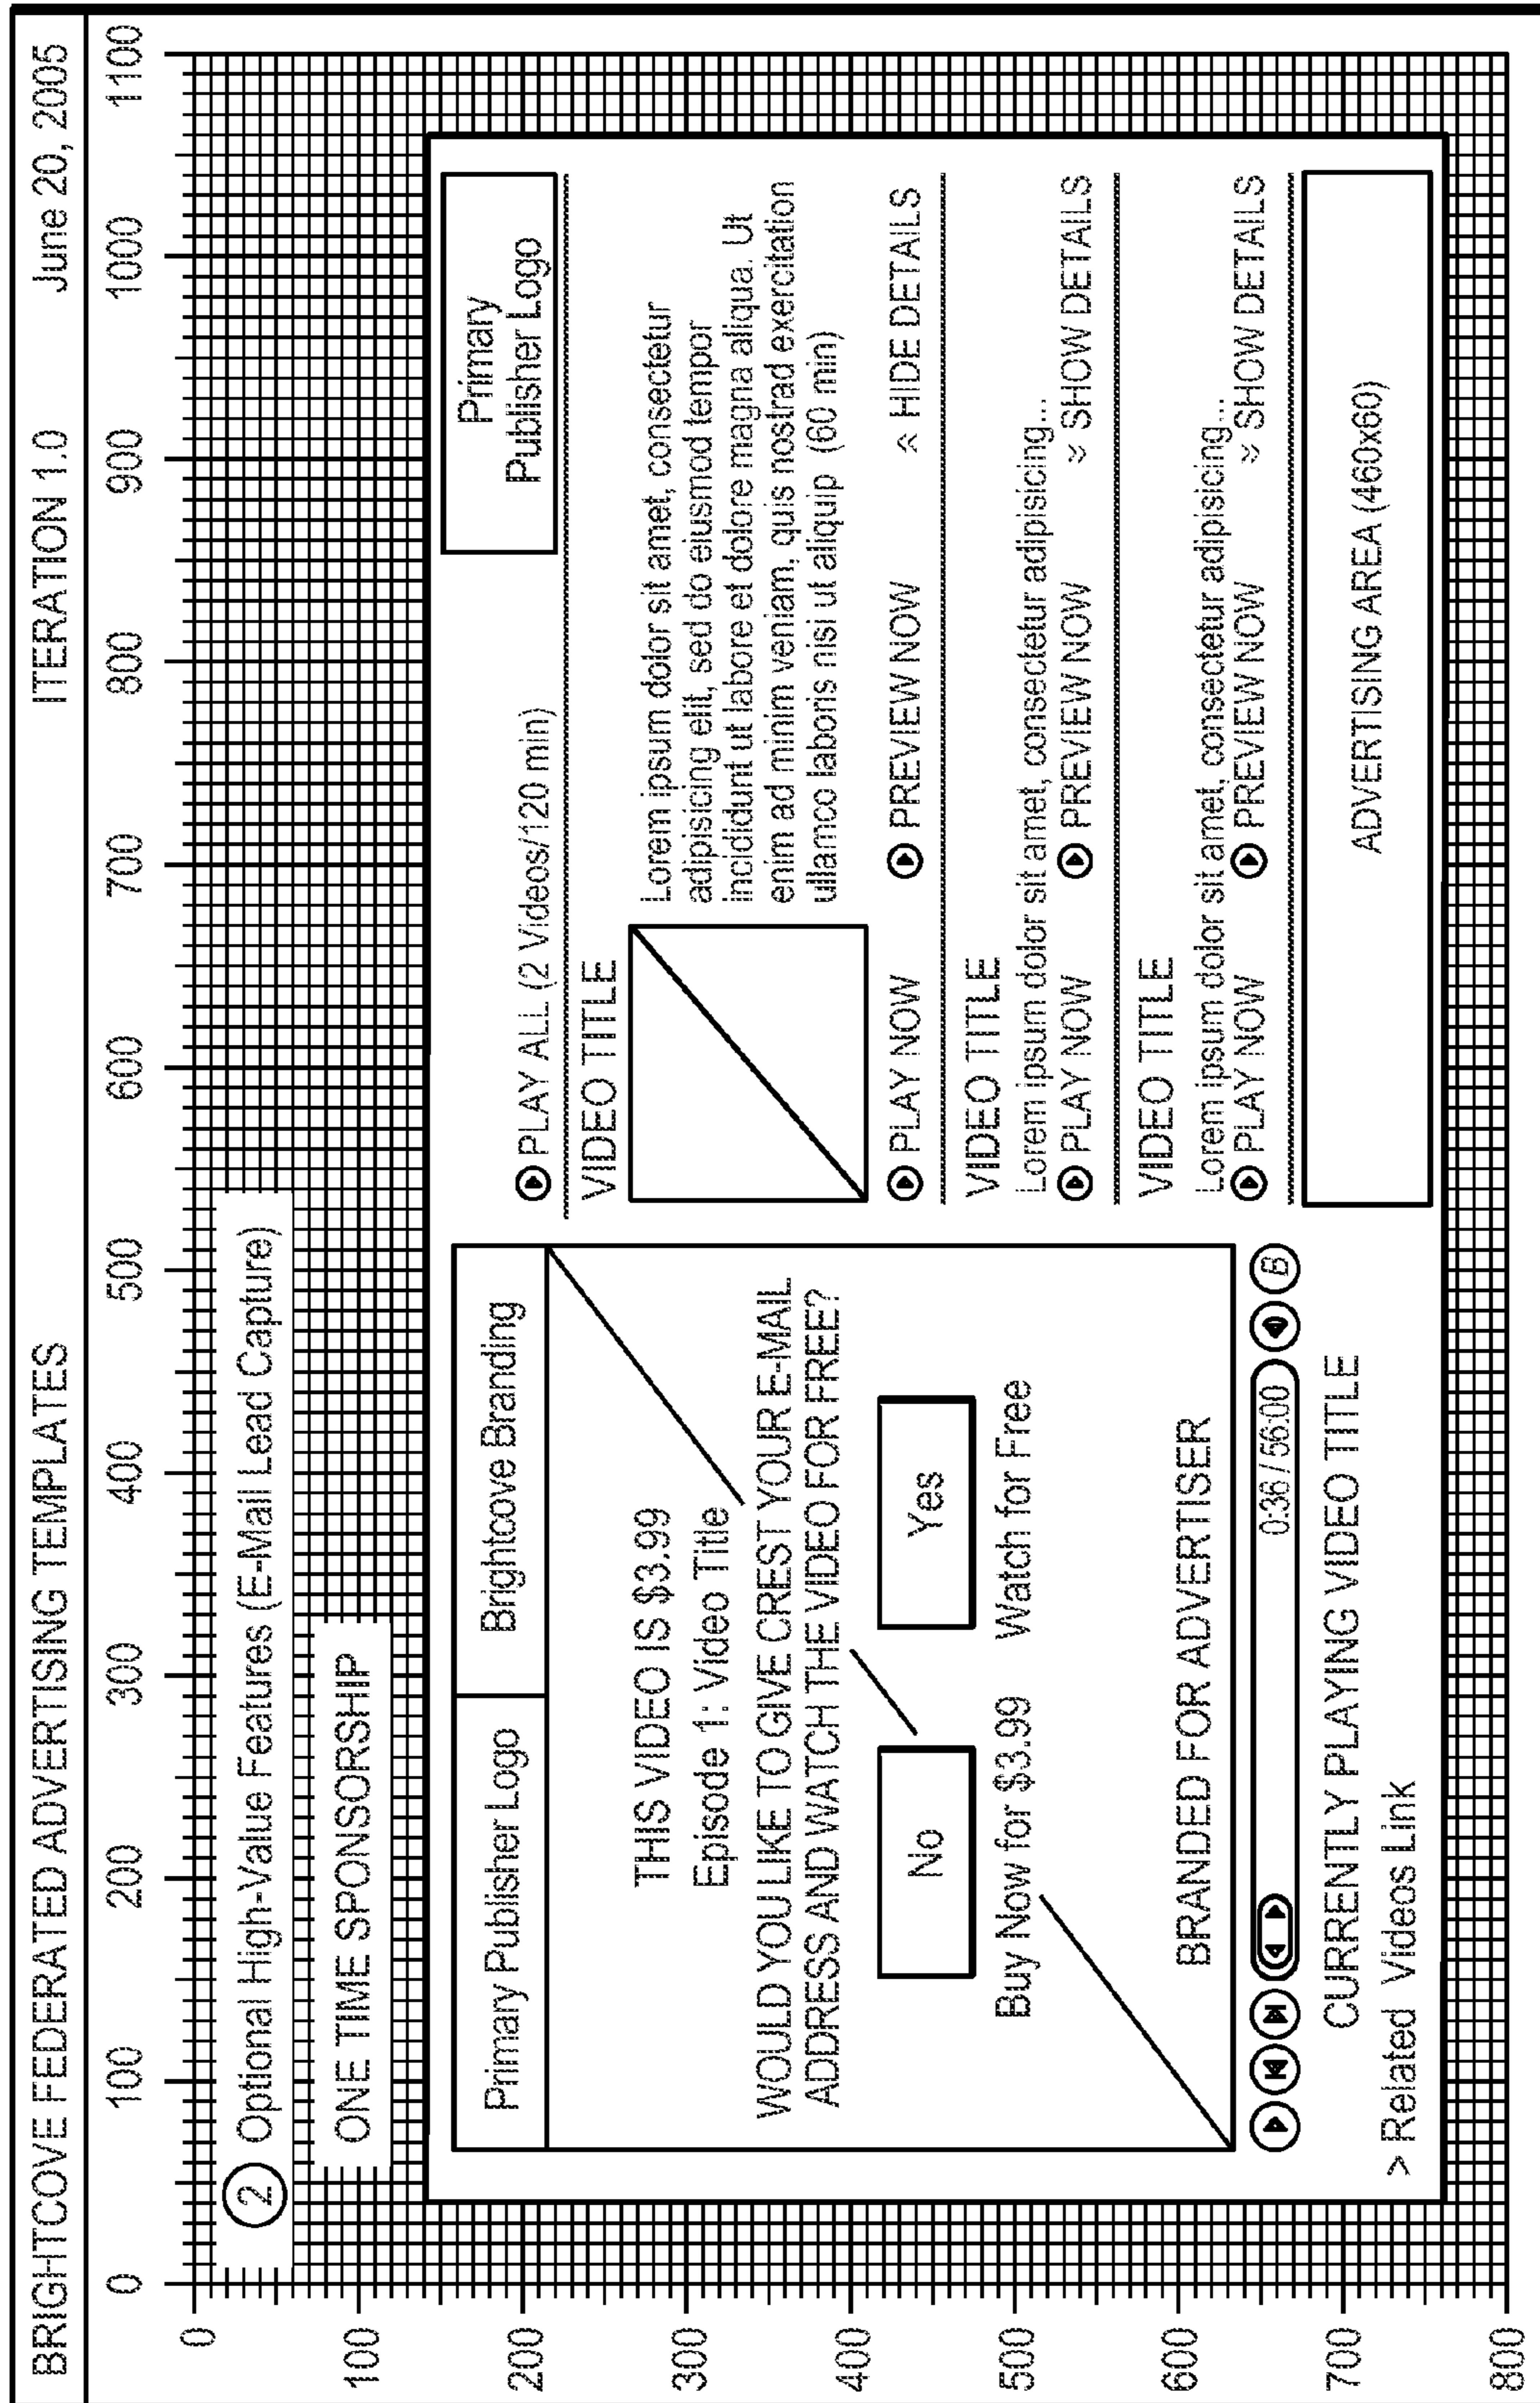 BRIGHTCOVE FEDERATED ADVERTISING TEMPLATES ITERATION 1.0 June 20, 2005
0 100 200 300 400 500 600 700 800 900 1000 1100
0
100
200
300
400
500
600
700
800
2 Optional High-Value Features (E-Mail Lead Capture)
ONE TIME SPONSORSHIP
Primary Publisher Logo
Brightcove Branding
THIS VIDEO IS $3.99
Episode 1: Video Title
WOULD YOU LIKE TO GIVE CREST YOUR E-MAIL
ADDRESS AND WATCH THE VIDEO FOR FREE?
No
Yes
Buy Now for $3.99
Watch for Free
BRANDED FOR ADVERTISER
0:36 / 56:00
B
CURRENTLY PLAYING VIDEO TITLE
> Related Videos Link
Primary
Publisher Logo
PLAY ALL (2 Videos/120 min)
VIDEO TITLE
Lorem ipsum dolor sit amet, consectetur
adipisicing elit, sed do eiusmod tempor
incididunt ut labore et dolore magna aliqua. Ut
enim ad minim veniam, quis nostrad exercitation
ullamco laboris nisi ut aliquip (60 min)
PLAY NOW PREVIEW NOW HIDE DETAILS
VIDEO TITLE
Lorem ipsum dolor sit amet, consectetur adipisicing...
PLAY NOW PREVIEW NOW SHOW DETAILS
VIDEO TITLE
Lorem ipsum dolor sit amet, consectetur adipisicing...
PLAY NOW PREVIEW NOW SHOW DETAILS
ADVERTISING AREA (460x60)